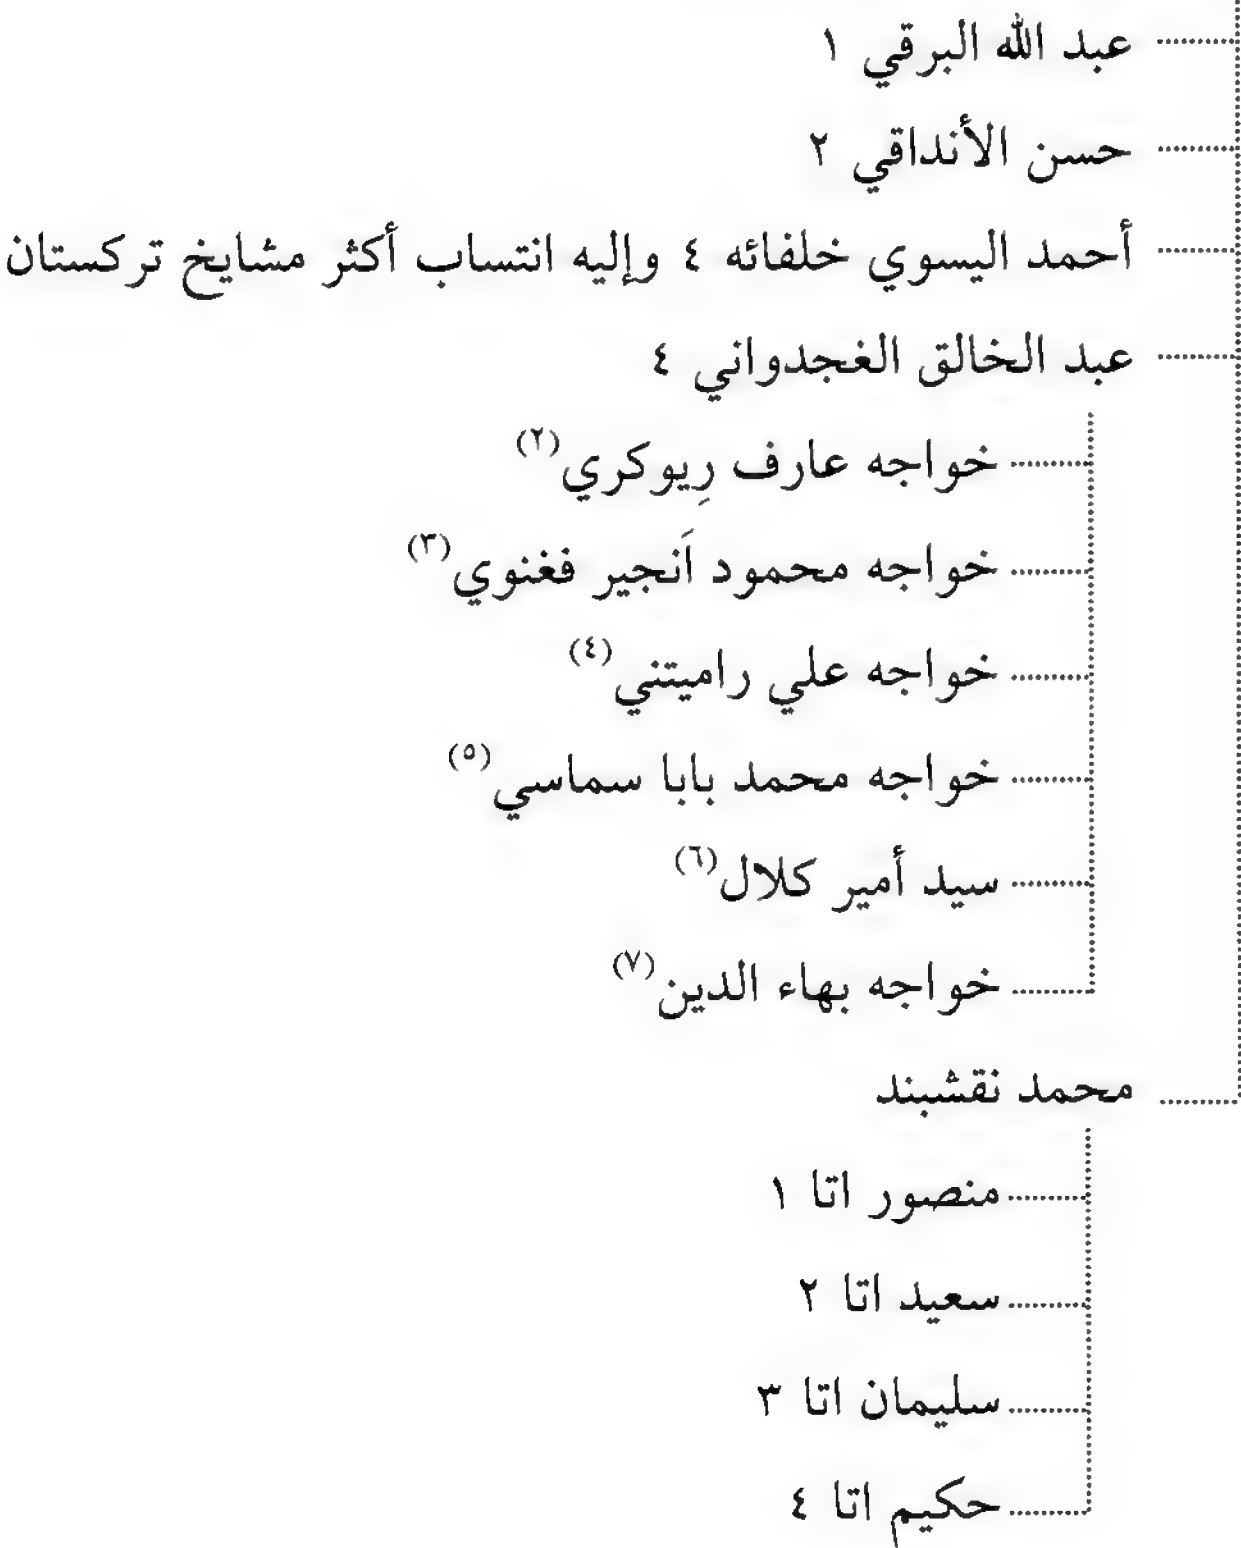 عبد الله البرقي ١
حسن الأنداقي ٢
أحمد اليسوي خلفائه ٤ وإليه انتساب أكثر مشايخ تركستان
عبد الخالق الغجدواني ٤
خواجه عارف رِيوكري(٢)
خواجه محمود اَنجير فغنوي(٣)
خواجه علي راميتني(٤)
خواجه محمد بابا سماسي(٥)
سيد أمير كلال(٦)
خواجه بهاء الدين(٧)
محمد نقشبند
منصور اتا ١
سعيد اتا ٢
سليمان اتا ٣
حكيم اتا ٤